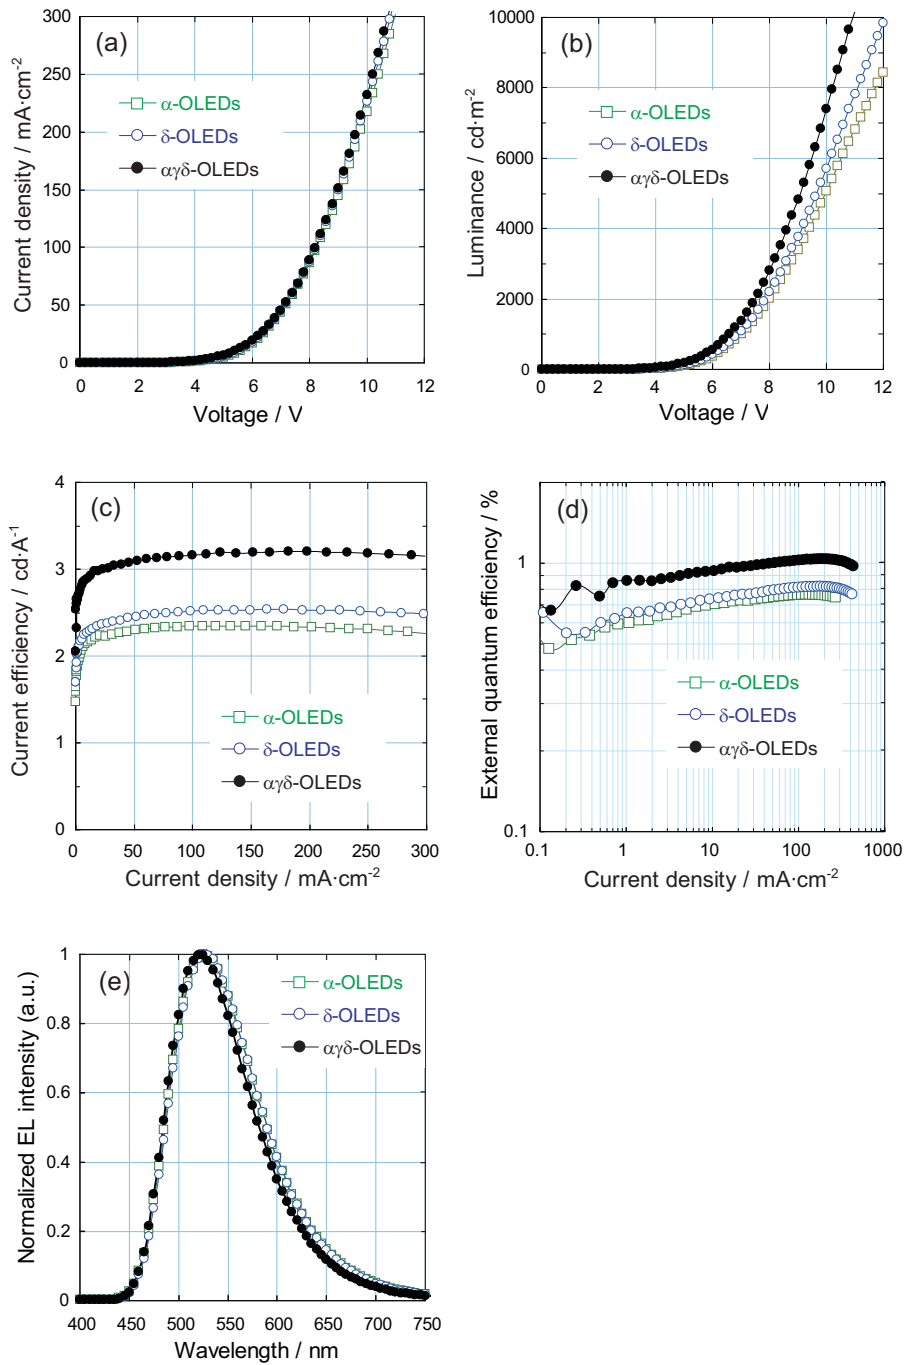 (a)
α-OLEDs
δ-OLEDs
αγδ-OLEDs
Current density / mA·cm-2
300
250
200
150
100
50
0
0 2 4 6 8 10 12
Voltage / V
(b)
α-OLEDs
δ-OLEDs
αγδ-OLEDs
Luminance / cd·m-2
10000
8000
6000
4000
2000
0
0 2 4 6 8 10 12
Voltage / V
(c)
α-OLEDs
δ-OLEDs
αγδ-OLEDs
Current efficiency / cd·A-1
4
3
2
1
0
0 50 100 150 200 250 300
Current density / mA·cm-2
(d)
α-OLEDs
δ-OLEDs
αγδ-OLEDs
External quantum efficiency / %
1
0.1
0.1 1 10 100 1000
Current density / mA·cm-2
(e)
α-OLEDs
δ-OLEDs
αγδ-OLEDs
Normalized EL intensity (a.u.)
1
0.8
0.6
0.4
0.2
0
400 450 500 550 600 650 700 750
Wavelength / nm